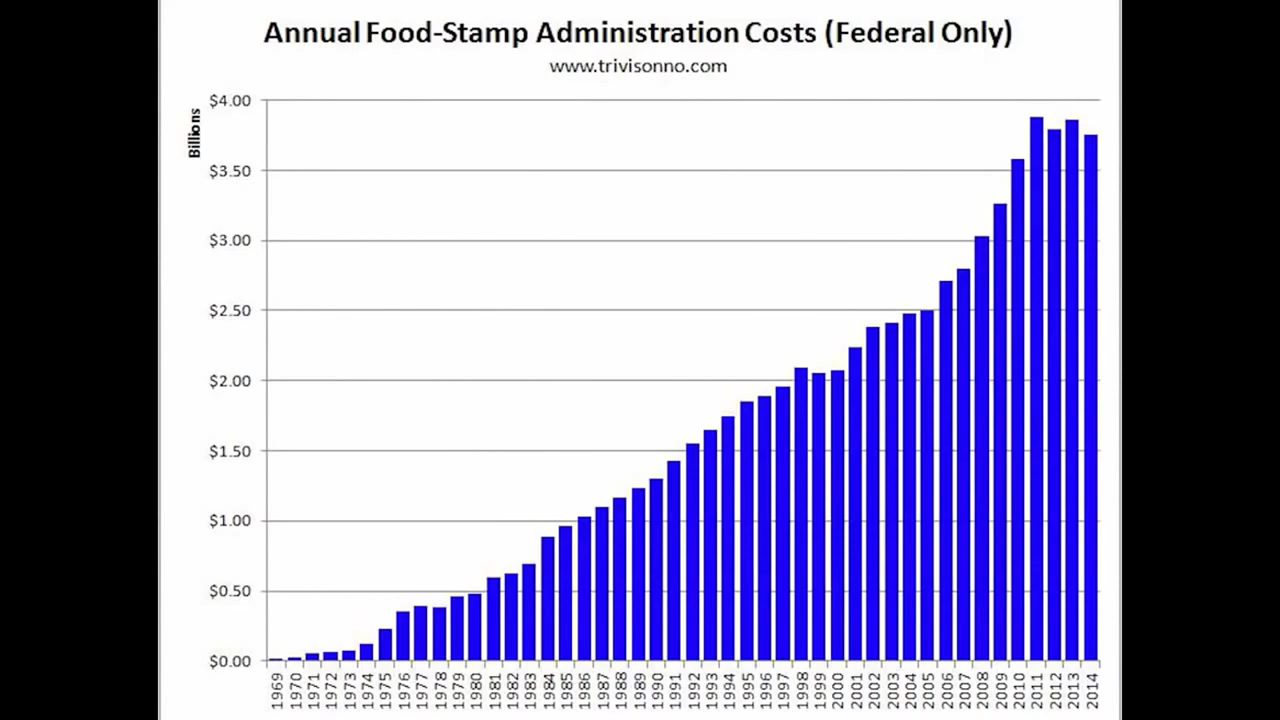 Annual Food-Stamp Administration Costs (Federal Only)
www.trivisonno.com
Billions
$4.00
$3.50
$3.00
$2.50
$2.00
$1.50
$1.00
$0.50
$0.00
1969 1970 1971 1972 1973 1974 1975 1976 1977 1978 1979 1980 1981 1982 1983 1984 1985 1986 1987 1988 1989 1990 1991 1992 1993 1994 1995 1996 1997 1998 1999 2000 2001 2002 2003 2004 2005 2006 2007 2008 2009 2010 2011 2012 2013 2014